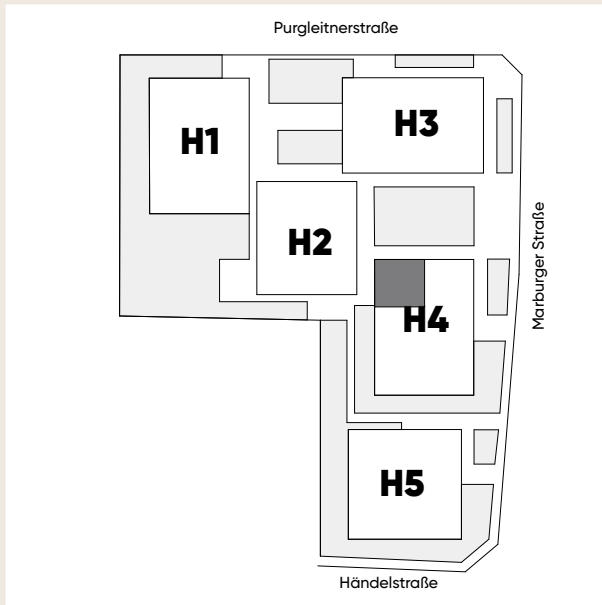 Purgleitnerstraße
H1
H3
H2
Marburger Straße
H4
H5
Händelstraße